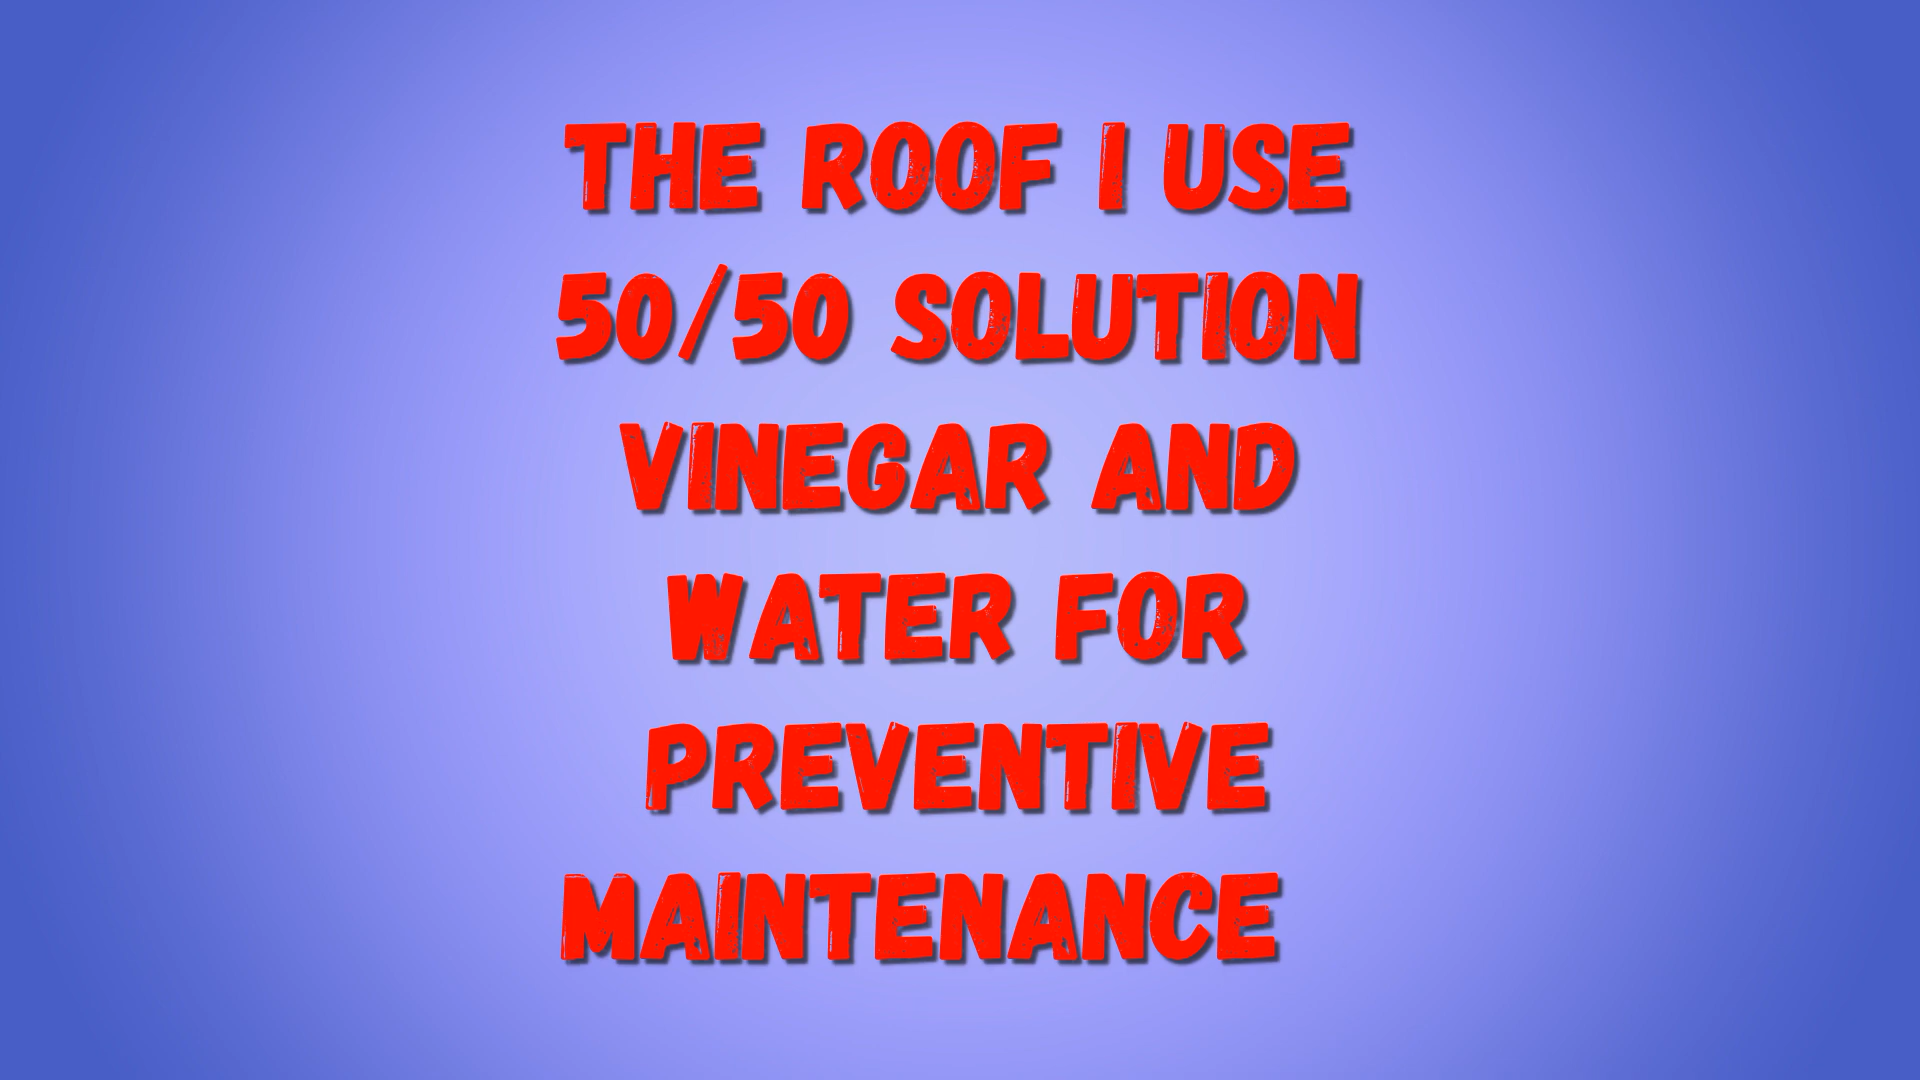 THE ROOF I USE
50/50 SOLUTION
VINEGAR AND
WATER FOR
PREVENTIVE
MAINTENANCE